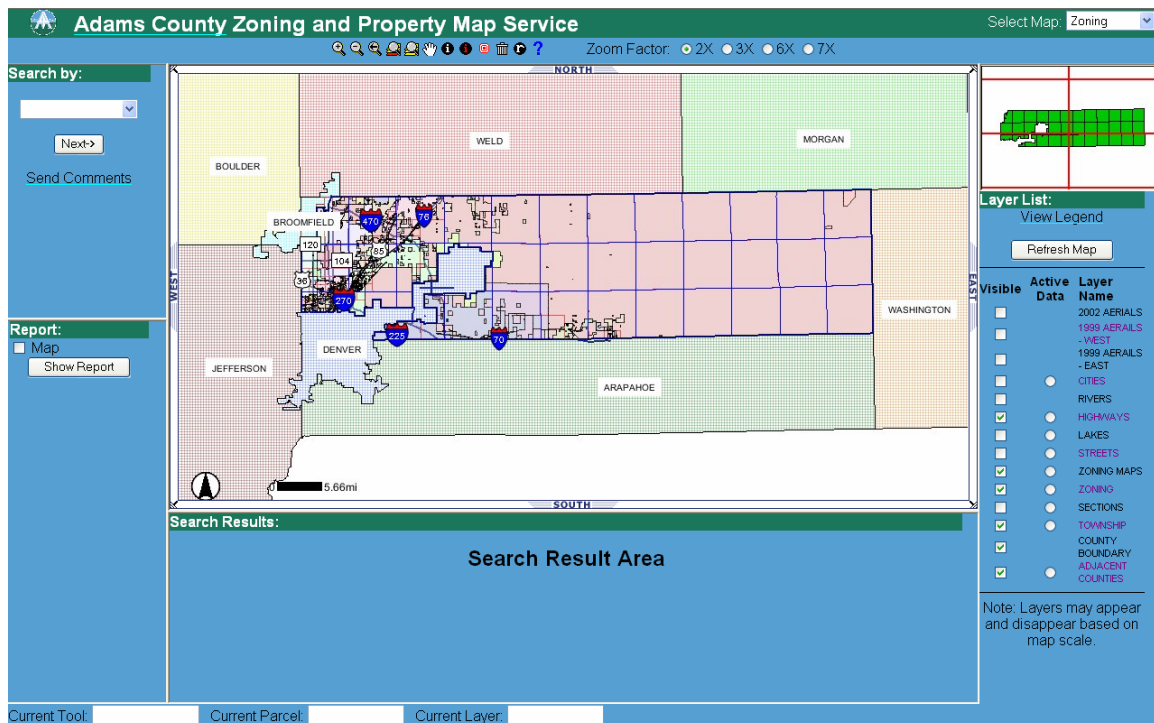 Adams County Zoning and Property Map Service
Select Map: Zoning
Zoom Factor: 2X 3X 6X 7X
Search by:
Next->
Send Comments
Report:
Map
Show Report
NORTH
WEST
EAST
SOUTH
BOULDER
WELD
MORGAN
BROOMFIELD
470
76
120
85
104
36
270
WASHINGTON
225
70
DENVER
JEFFERSON
ARAPAHOE
0 5.66mi
Search Results:
Search Result Area
Layer List:
View Legend
Refresh Map
Visible Active Data Layer Name
2002 AERIALS
1999 AERAILS - WEST
1999 AERAILS - EAST
CITIES
RIVERS
HIGHWAYS
LAKES
STREETS
ZONING MAPS
ZONING
SECTIONS
TOWNSHIP
COUNTY BOUNDARY
ADJACENT COUNTIES
Note: Layers may appear
and disappear based on
map scale.
Current Tool:
Current Parcel:
Current Layer: